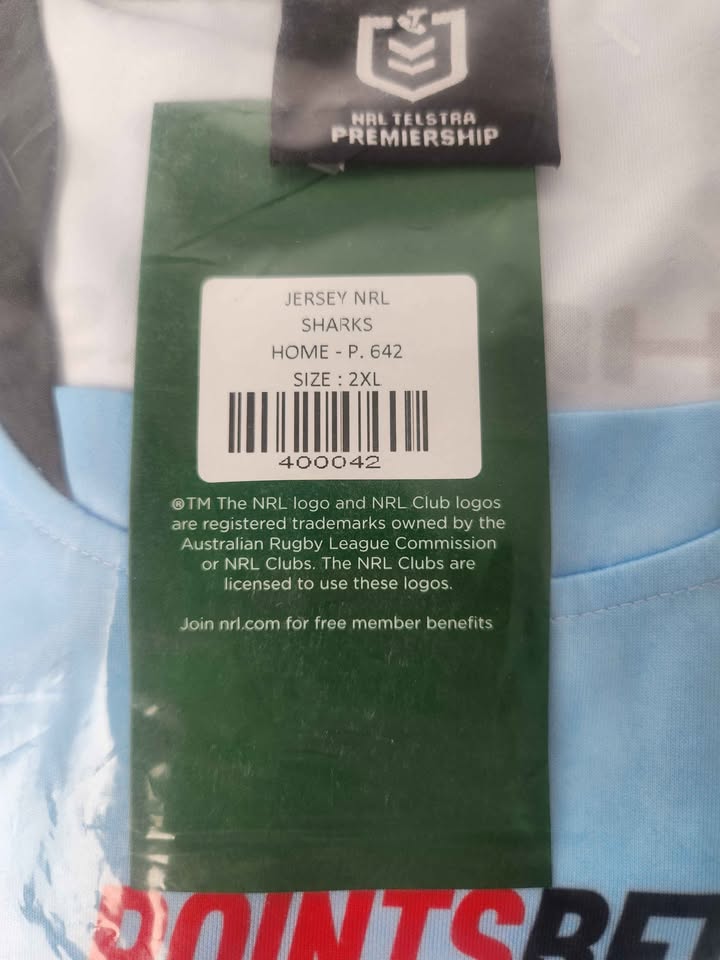 NRL TELSTRA
PREMIERSHIP
JERSEY NRL
SHARKS
HOME - P. 642
SIZE : 2XL
400042
®TM The NRL logo and NRL Club logos
are registered trademarks owned by the
Australian Rugby League Commission
or NRL Clubs. The NRL Clubs are
licensed to use these logos.
Join nrl.com for free member benefits
POINTSBET